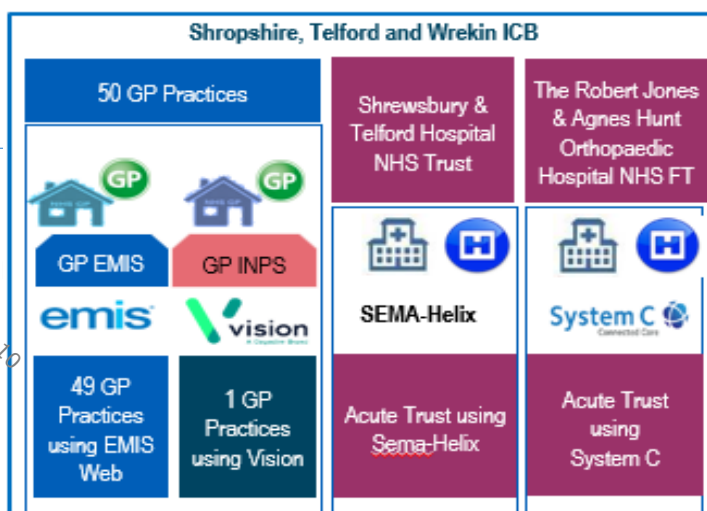 Shropshire, Telford and Wrekin ICB
50 GP Practices
GP
GP
GP EMIS
GP INPS
emis
vision
49 GP
Practices
using EMIS
Web
1 GP
Practices
using Vision
Shrewsbury &
Telford Hospital
NHS Trust
H
SEMA-Helix
Acute Trust using
Sema-Helix
The Robert Jones
& Agnes Hunt
Orthopaedic
Hospital NHS FT
H
System C
Connected Care
Acute Trust
using
System C
10